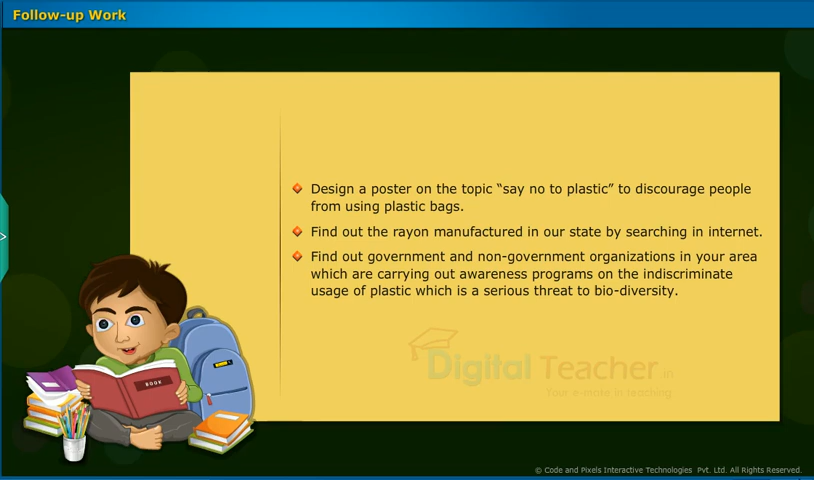 Follow-up Work
Design a poster on the topic “say no to plastic” to discourage people
from using plastic bags.
Find out the rayon manufactured in our state by searching in internet.
Find out government and non-government organizations in your area
which are carrying out awareness programs on the indiscriminate
usage of plastic which is a serious threat to bio-diversity.
BOOK
Digital Teacher.in
Your e-mate in teaching
© Code and Pixels Interactive Technologies Pvt. Ltd. All Rights Reserved.